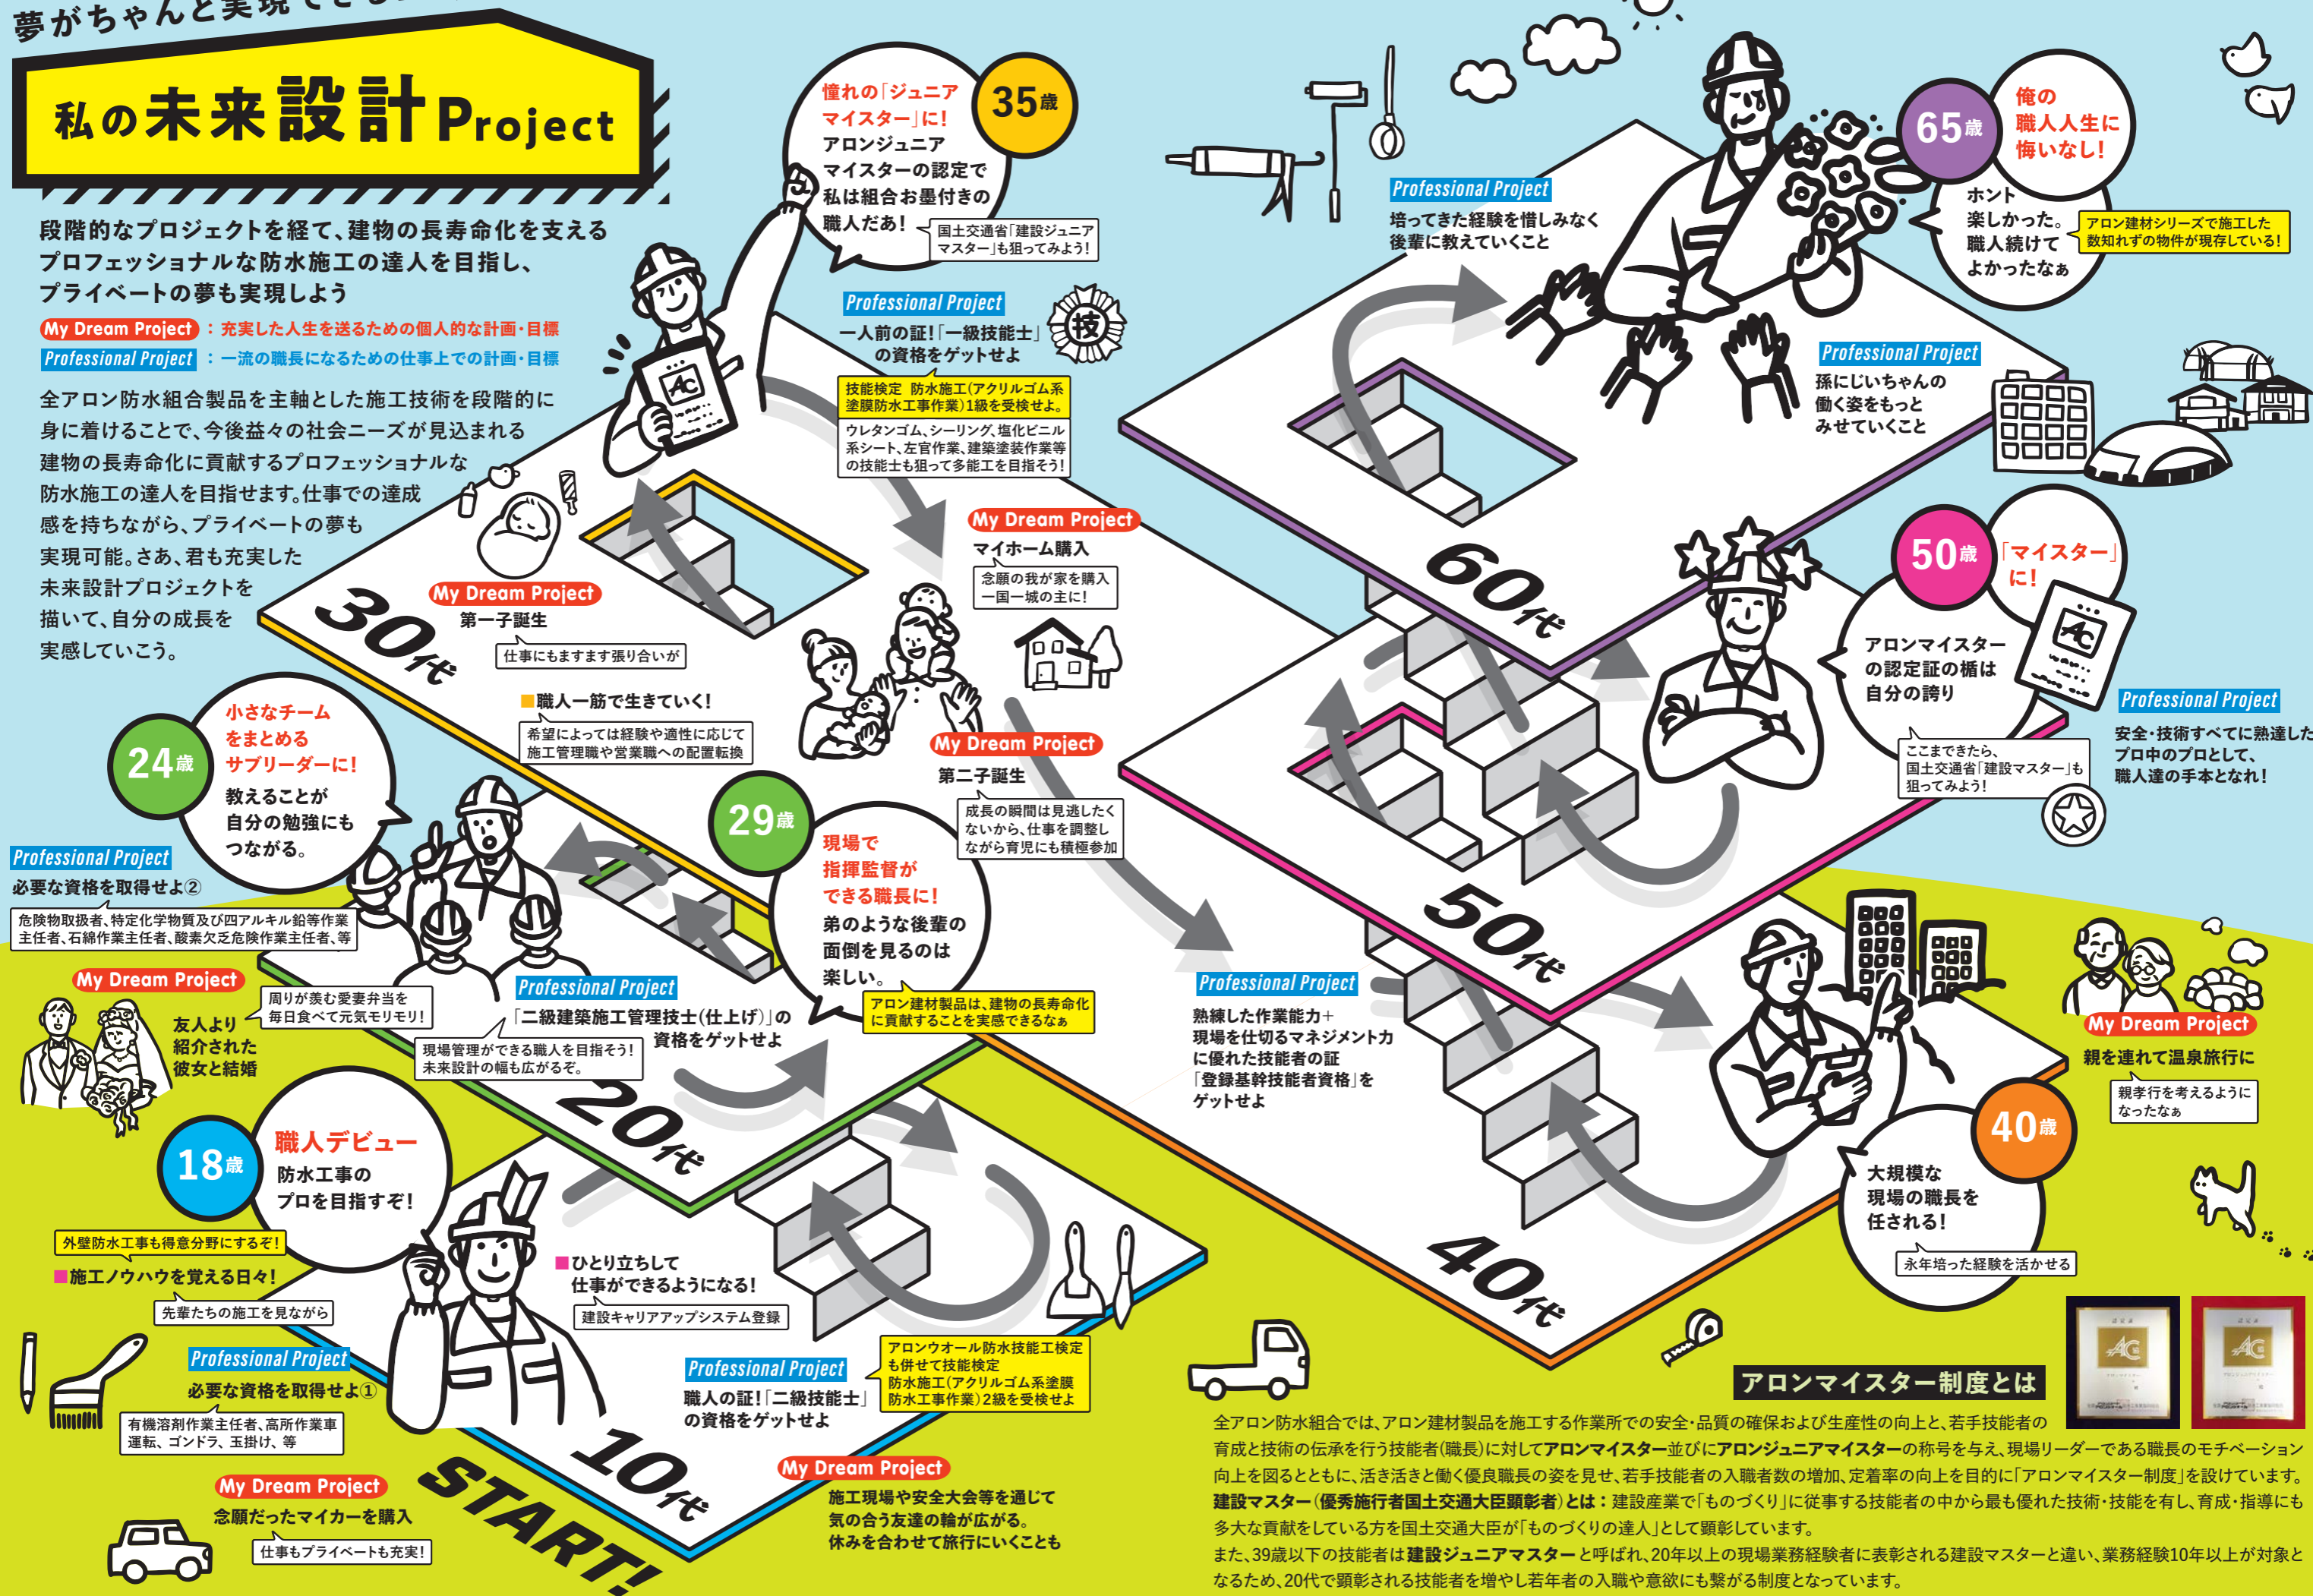 夢がちゃんと実現できる
私の未来設計Project
段階的なプロジェクトを経て、建物の長寿命化を支える
プロフェッショナルな防水施工の達人を目指し、
プライベートの夢も実現しよう
My Dream Project ： 充実した人生を送るための個人的な計画・目標
Professional Project ： 一流の職長になるための仕事上での計画・目標
全アロン防水組合製品を主軸とした施工技術を段階的に
身に着けることで、今後益々の社会ニーズが見込まれる
建物の長寿命化に貢献するプロフェッショナルな
防水施工の達人を目指せます。仕事での達成
感を持ちながら、プライベートの夢も
実現可能。さあ、君も充実した
未来設計プロジェクトを
描いて、自分の成長を
実感していこう。
START!
10代
18歳
職人デビュー
防水工事の
プロを目指すぞ！
外壁防水工事も得意分野にするぞ！
■施工ノウハウを覚える日々！
先輩たちの施工を見ながら
Professional Project
必要な資格を取得せよ①
有機溶剤作業主任者、高所作業車
運転、ゴンドラ、玉掛け、等
My Dream Project
念願だったマイカーを購入
仕事もプライベートも充実！
■ひとり立ちして
仕事ができるようになる！
建設キャリアアップシステム登録
Professional Project
職人の証！「二級技能士」
の資格をゲットせよ
アロンウオール防水技能工検定
も併せて技能検定
防水施工（アクリルゴム系塗膜
防水工事作業）2級を受検せよ
My Dream Project
施工現場や安全大会等を通じて
気の合う友達の輪が広がる。
休みを合わせて旅行にいくことも
20代
24歳
小さなチーム
をまとめる
サブリーダーに！
教えることが
自分の勉強にも
つながる。
Professional Project
必要な資格を取得せよ②
危険物取扱者、特定化学物質及び四アルキル鉛等作業
主任者、石綿作業主任者、酸素欠乏危険作業主任者、等
My Dream Project
友人より
紹介された
彼女と結婚
周りが羨む愛妻弁当を
毎日食べて元気モリモリ！
Professional Project
「二級建築施工管理技士（仕上げ）」の
資格をゲットせよ
現場管理ができる職人を目指そう！
未来設計の幅も広がるぞ。
29歳
現場で
指揮監督が
できる職長に！
弟のような後輩の
面倒を見るのは
楽しい。
アロン建材製品は、建物の長寿命化
に貢献することを実感できるなぁ
30代
35歳
憧れの「ジュニア
マイスター」に！
アロンジュニア
マイスターの認定で
私は組合お墨付きの
職人だあ！
国土交通省「建設ジュニア
マスター」も狙ってみよう！
AC
Professional Project
一人前の証！「一級技能士」
の資格をゲットせよ
技
技能検定 防水施工（アクリルゴム系
塗膜防水工事作業）1級を受検せよ。
ウレタンゴム、シーリング、塩化ビニル
系シート、左官作業、建築塗装作業等
の技能士も狙って多能工を目指そう！
My Dream Project
第一子誕生
仕事にもますます張り合いが
■職人一筋で生きていく！
希望によっては経験や適性に応じて
施工管理職や営業職への配置転換
My Dream Project
マイホーム購入
念願の我が家を購入
一国一城の主に！
My Dream Project
第二子誕生
成長の瞬間は見逃したく
ないから、仕事を調整し
ながら育児にも積極参加
40代
Professional Project
熟練した作業能力＋
現場を仕切るマネジメント力
に優れた技能者の証
「登録基幹技能者資格」を
ゲットせよ
40歳
大規模な
現場の職長を
任される！
永年培った経験を活かせる
My Dream Project
親を連れて温泉旅行に
親孝行を考えるように
なったなぁ
50代
50歳
「マイスター」
に！
アロンマイスター
の認定証の楯は
自分の誇り
AC
ここまできたら、
国土交通省「建設マスター」も
狙ってみよう！
Professional Project
安全・技術すべてに熟達した
プロ中のプロとして、
職人達の手本となれ！
60代
Professional Project
培ってきた経験を惜しみなく
後輩に教えていくこと
65歳
俺の
職人人生に
悔いなし！
ホント
楽しかった。
職人続けて
よかったなぁ
アロン建材シリーズで施工した
数知れずの物件が現存している！
Professional Project
孫にじいちゃんの
働く姿をもっと
みせていくこと
アロンマイスター制度とは
全アロン防水組合では、アロン建材製品を施工する作業所での安全・品質の確保および生産性の向上と、若手技能者の
育成と技術の伝承を行う技能者（職長）に対してアロンマイスター並びにアロンジュニアマイスターの称号を与え、現場リーダーである職長のモチベーション
向上を図るとともに、活き活きと働く優良職長の姿を見せ、若手技能者の入職者数の増加、定着率の向上を目的に「アロンマイスター制度」を設けています。
建設マスター（優秀施行者国土交通大臣顕彰者）とは：建設産業で「ものづくり」に従事する技能者の中から最も優れた技術・技能を有し、育成・指導にも
多大な貢献をしている方を国土交通大臣が「ものづくりの達人」として顕彰しています。
また、39歳以下の技能者は建設ジュニアマスターと呼ばれ、20年以上の現場業務経験者に表彰される建設マスターと違い、業務経験10年以上が対象と
なるため、20代で顕彰される技能者を増やし若年者の入職や意欲にも繋がる制度となっています。